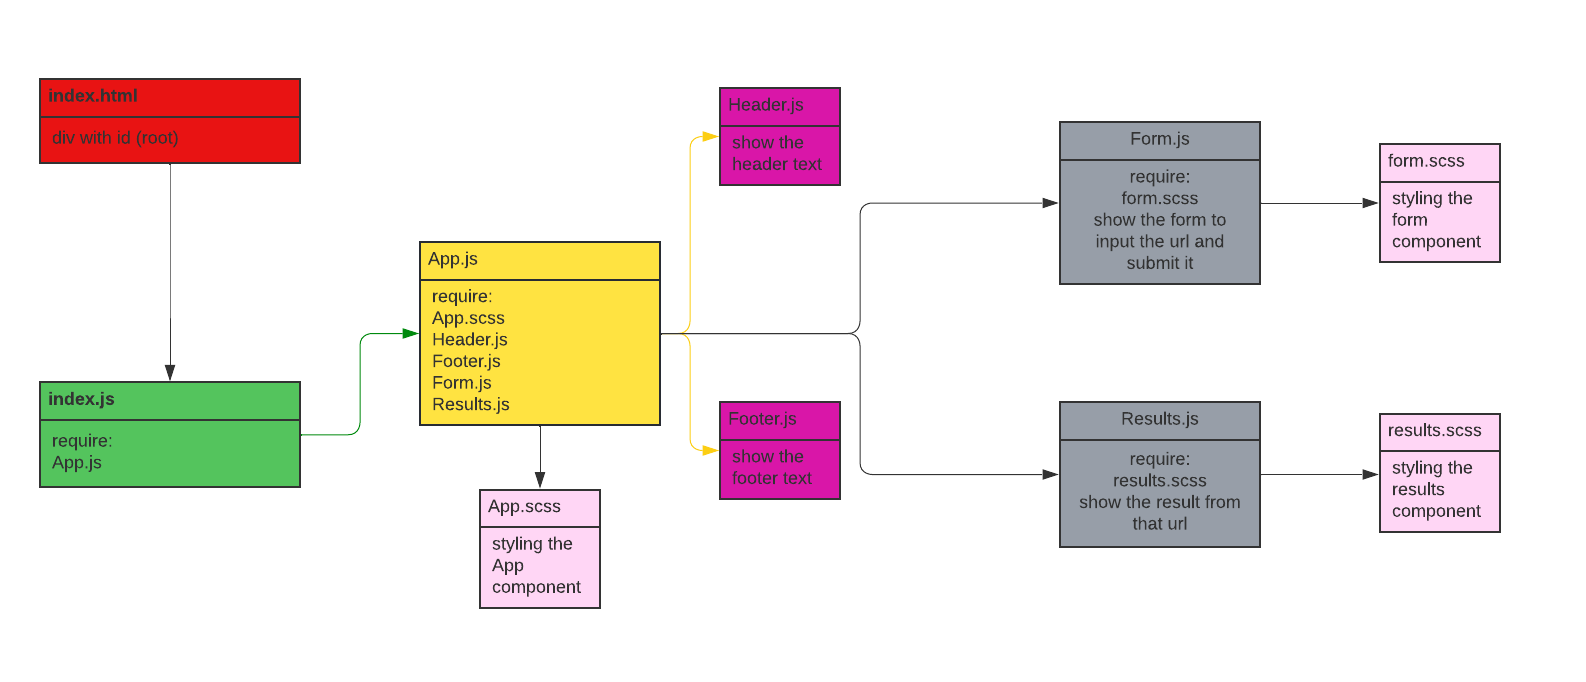 index.html
div with id (root)
index.js
require:
App.js
App.js
require:
App.scss
Header.js
Footer.js
Form.js
Results.js
App.scss
styling the
App
component
Header.js
show the
header text
Footer.js
show the
footer text
Form.js
require:
form.scss
show the form to
input the url and
submit it
Results.js
require:
results.scss
show the result from
that url
form.scss
styling the
form
component
results.scss
styling the
results
component